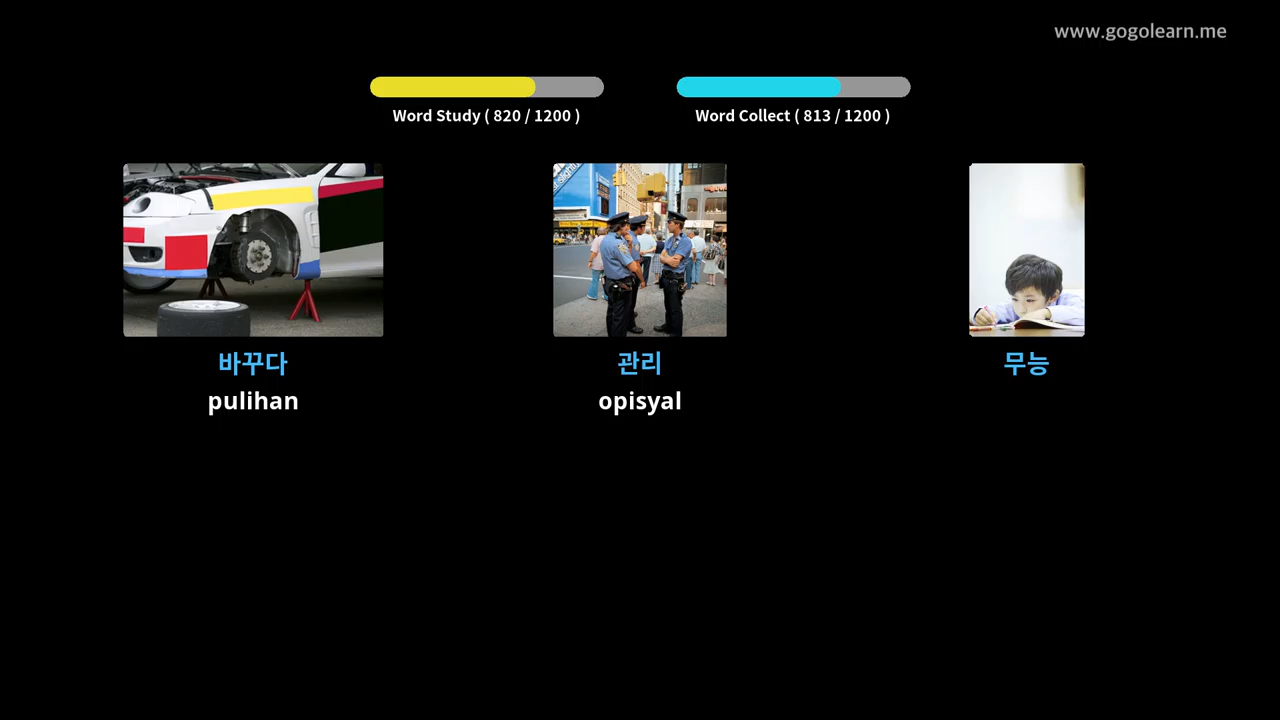 www.gogolearn.me
Word Study ( 820 / 1200 )
Word Collect ( 813 / 1200 )
바꾸다
관리
무능
pulihan
opisyal